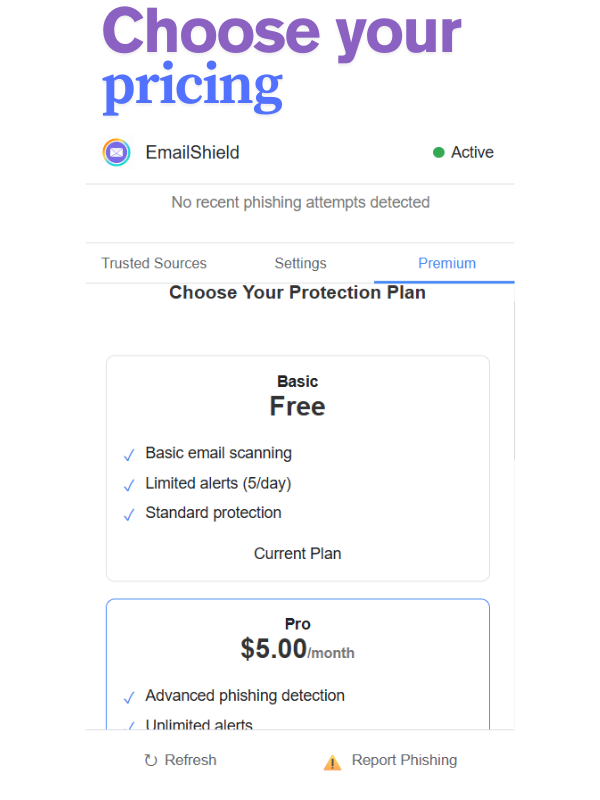 Choose your
pricing
EmailShield
Active
No recent phishing attempts detected
Trusted Sources
Settings
Premium
Choose Your Protection Plan
Basic
Free
Basic email scanning
Limited alerts (5/day)
Standard protection
Current Plan
Pro
$5.00/month
Advanced phishing detection
Unlimited alerts
Refresh
Report Phishing